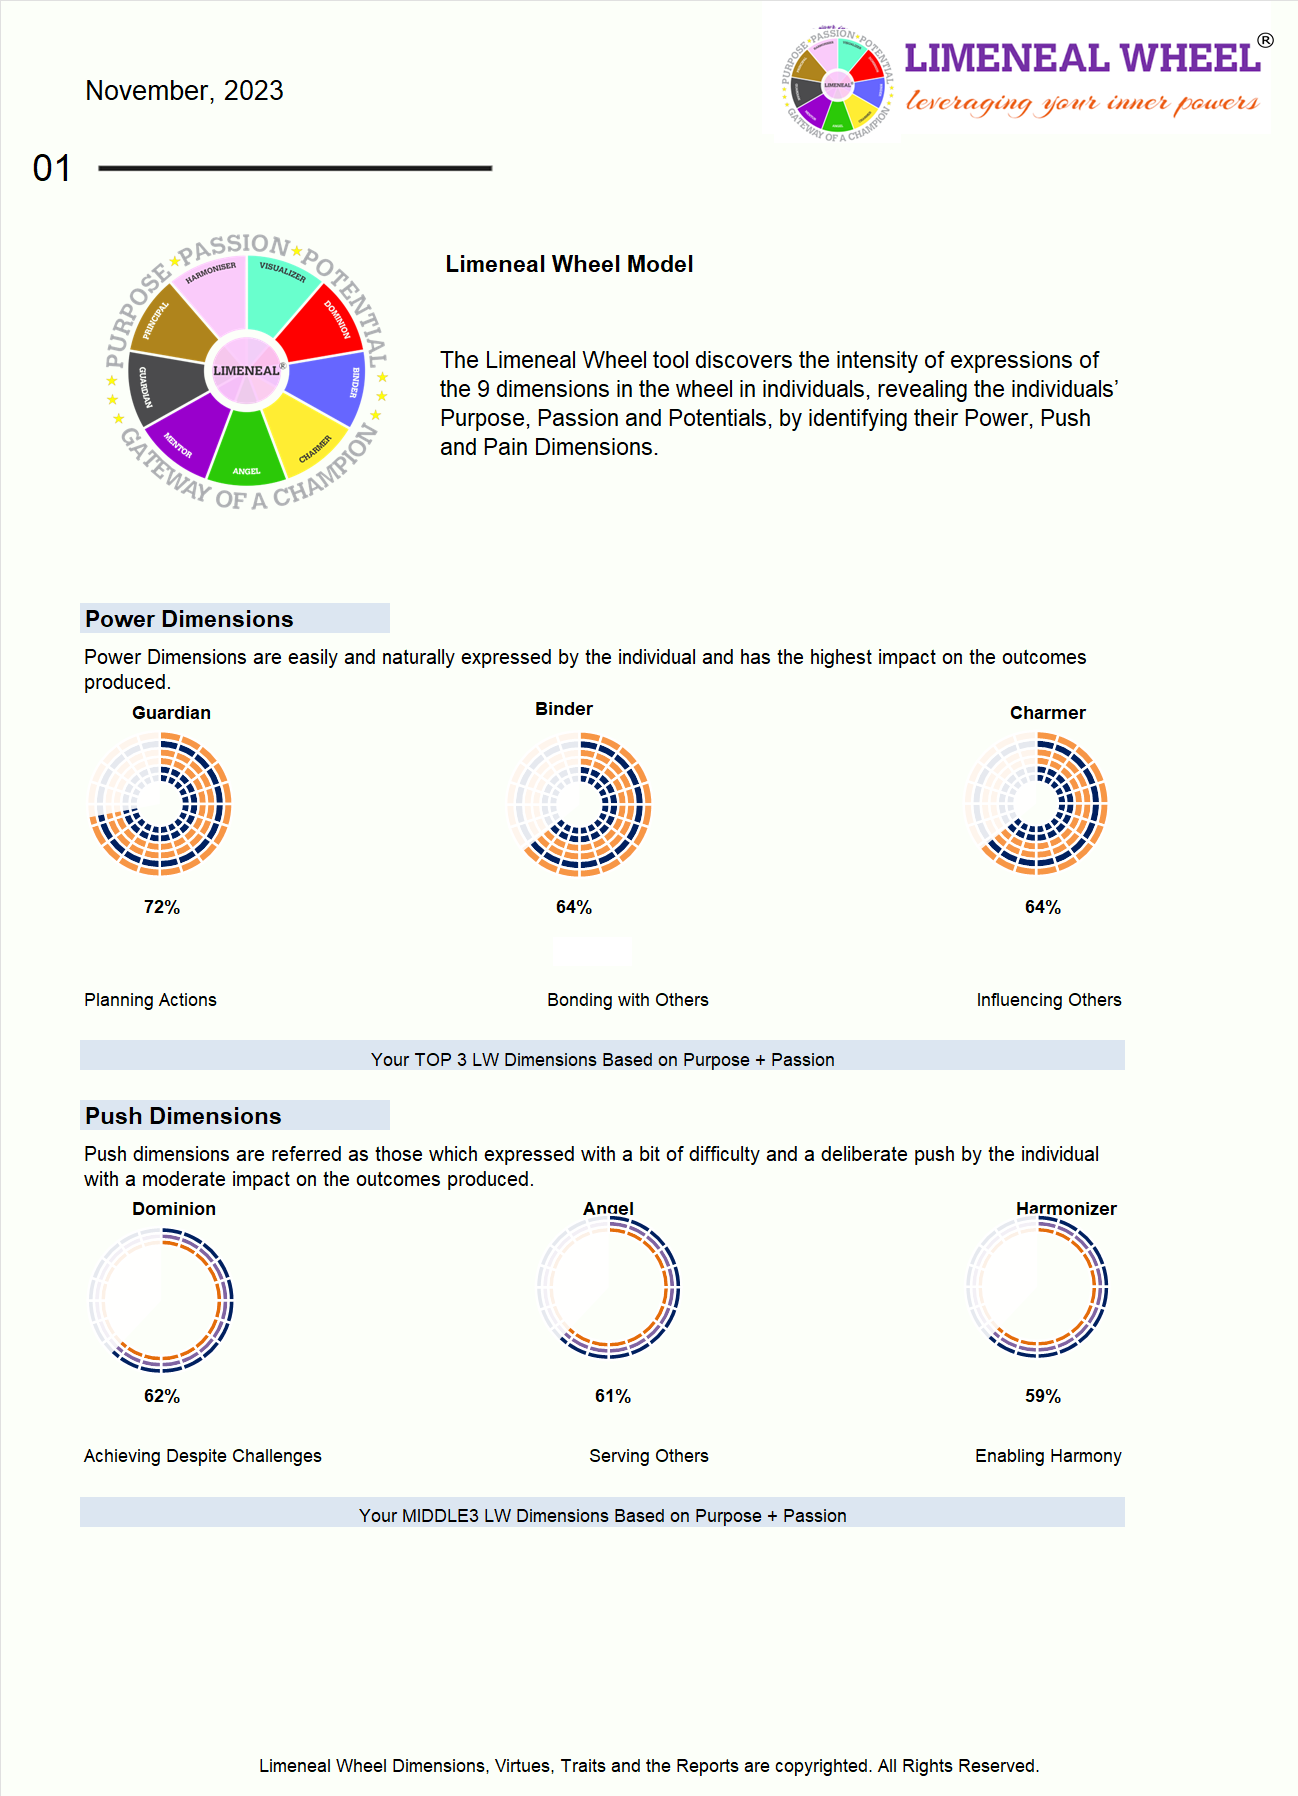 November, 2023
PURPOSE PASSION POTENTIAL
GATEWAY OF A CHAMPION
LIMENEAL
LIMENEAL WHEEL®
leveraging your inner powers
01
PURPOSE PASSION POTENTIAL
HARMONISER
VISUALIZER
PRINCIPAL
DOMINION
GUARDIAN
LIMENEAL®
BINDER
MENTOR
ANGEL
CHARMER
GATEWAY OF A CHAMPION
Limeneal Wheel Model
The Limeneal Wheel tool discovers the intensity of expressions of
the 9 dimensions in the wheel in individuals, revealing the individuals’
Purpose, Passion and Potentials, by identifying their Power, Push
and Pain Dimensions.
Power Dimensions
Power Dimensions are easily and naturally expressed by the individual and has the highest impact on the outcomes
produced.
Guardian
Binder
Charmer
72%
64%
64%
Planning Actions
Bonding with Others
Influencing Others
Your TOP 3 LW Dimensions Based on Purpose + Passion
Push Dimensions
Push dimensions are referred as those which expressed with a bit of difficulty and a deliberate push by the individual
with a moderate impact on the outcomes produced.
Dominion
Angel
Harmonizer
62%
61%
59%
Achieving Despite Challenges
Serving Others
Enabling Harmony
Your MIDDLE3 LW Dimensions Based on Purpose + Passion
Limeneal Wheel Dimensions, Virtues, Traits and the Reports are copyrighted. All Rights Reserved.